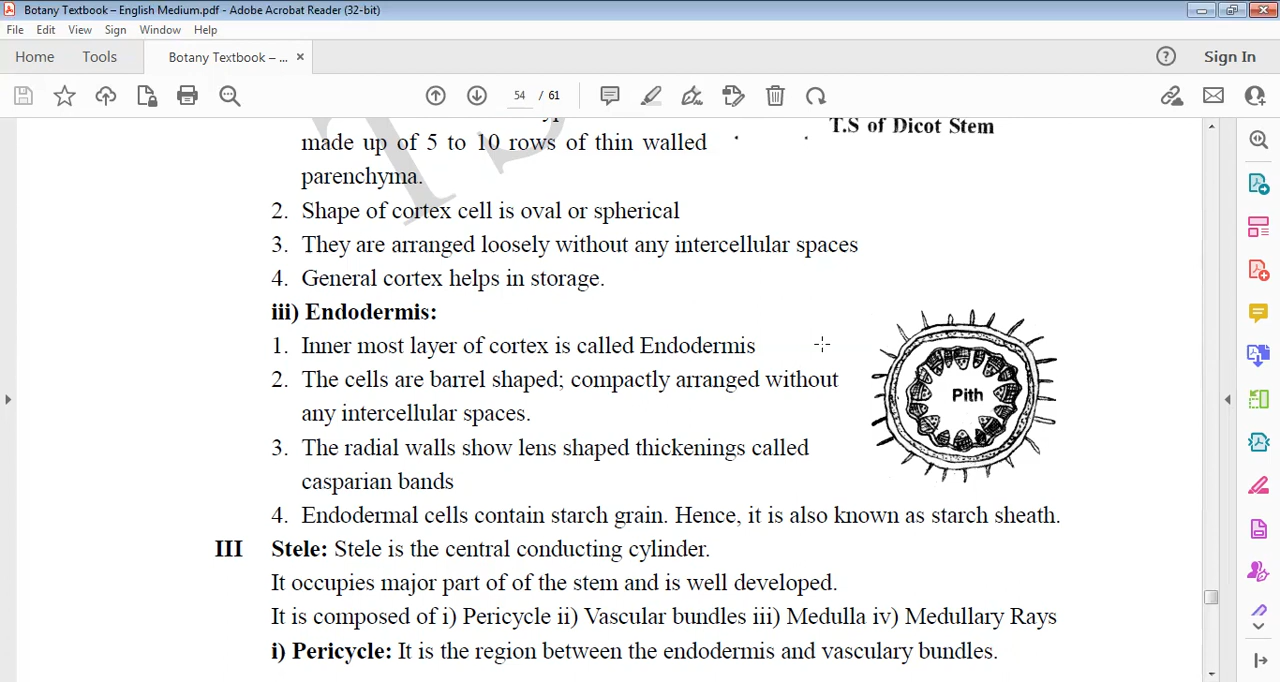 Botany Textbook – English Medium.pdf - Adobe Acrobat Reader (32-bit)
File Edit View Sign Window Help
Home Tools Botany Textbook – ... × Sign In
54 / 61
T.S of Dicot Stem
made up of 5 to 10 rows of thin walled
parenchyma.
2. Shape of cortex cell is oval or spherical
3. They are arranged loosely without any intercellular spaces
4. General cortex helps in storage.
iii) Endodermis:
1. Inner most layer of cortex is called Endodermis
2. The cells are barrel shaped; compactly arranged without
any intercellular spaces.
Pith
3. The radial walls show lens shaped thickenings called
casparian bands
4. Endodermal cells contain starch grain. Hence, it is also known as starch sheath.
III Stele: Stele is the central conducting cylinder.
It occupies major part of of the stem and is well developed.
It is composed of i) Pericycle ii) Vascular bundles iii) Medulla iv) Medullary Rays
i) Pericycle: It is the region between the endodermis and vasculary bundles.